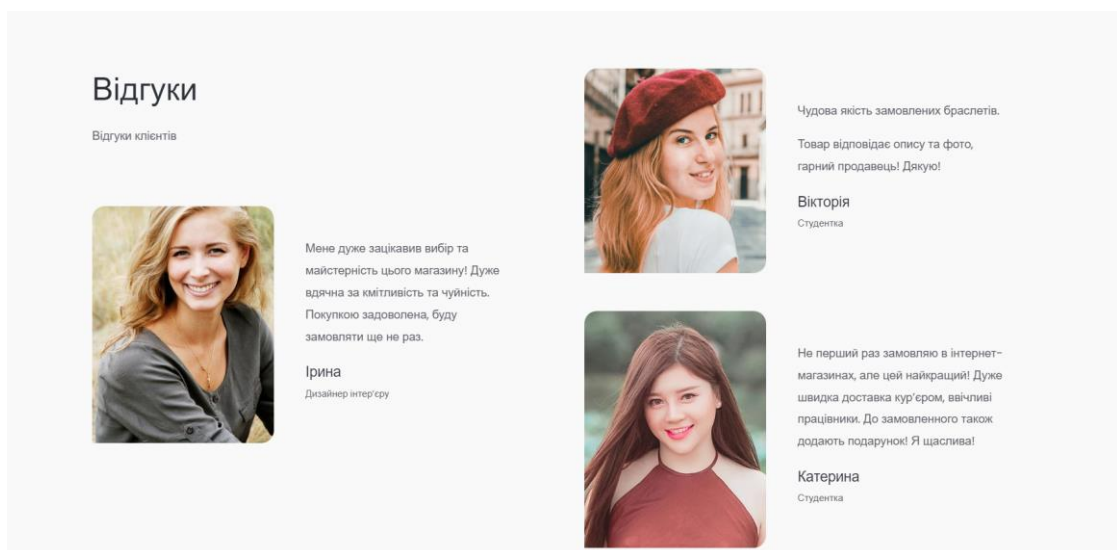 Відгуки
Відгуки клієнтів
Мене дуже зацікавив вибір та
майстерність цього магазину! Дуже
вдячна за кмітливість та чуйність.
Покупкою задоволена, буду
замовляти ще не раз.
Ірина
Дизайнер інтер'єру
Чудова якість замовлених браслетів.
Товар відповідає опису та фото,
гарний продавець! Дякую!
Вікторія
Студентка
Не перший раз замовляю в інтернет-
магазинах, але цей найкращий! Дуже
швидка доставка кур'єром, ввічливі
працівники. До замовленного також
додають подарунок! Я щаслива!
Катерина
Студентка